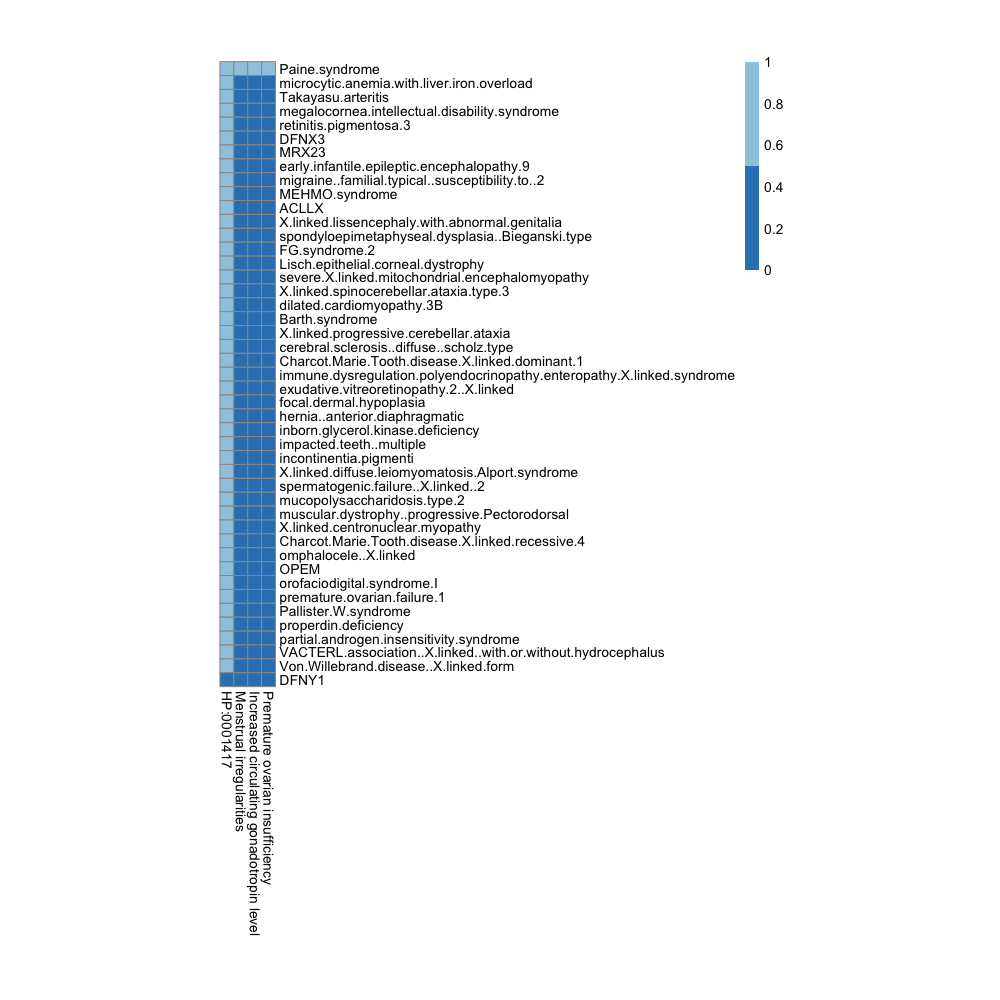 Paine.syndrome
microcytic.anemia.with.liver.iron.overload
Takayasu.arteritis
megalocornea.intellectual.disability.syndrome
retinitis.pigmentosa.3
DFNX3
MRX23
early.infantile.epileptic.encephalopathy.9
migraine..familial.typical..susceptibility.to..2
MEHMO.syndrome
ACLLX
X.linked.lissencephaly.with.abnormal.genitalia
spondyloepimetaphyseal.dysplasia..Bieganski.type
FG.syndrome.2
Lisch.epithelial.corneal.dystrophy
severe.X.linked.mitochondrial.encephalomyopathy
X.linked.spinocerebellar.ataxia.type.3
dilated.cardiomyopathy.3B
Barth.syndrome
X.linked.progressive.cerebellar.ataxia
cerebral.sclerosis..diffuse..scholz.type
Charcot.Marie.Tooth.disease.X.linked.dominant.1
immune.dysregulation.polyendocrinopathy.enteropathy.X.linked.syndrome
exudative.vitreoretinopathy.2..X.linked
focal.dermal.hypoplasia
hernia..anterior.diaphragmatic
inborn.glycerol.kinase.deficiency
impacted.teeth..multiple
incontinentia.pigmenti
X.linked.diffuse.leiomyomatosis.Alport.syndrome
spermatogenic.failure..X.linked..2
mucopolysaccharidosis.type.2
muscular.dystrophy..progressive.Pectorodorsal
X.linked.centronuclear.myopathy
Charcot.Marie.Tooth.disease.X.linked.recessive.4
omphalocele..X.linked
OPEM
orofaciodigital.syndrome.I
premature.ovarian.failure.1
Pallister.W.syndrome
properdin.deficiency
partial.androgen.insensitivity.syndrome
VACTERL.association..X.linked..with.or.without.hydrocephalus
Von.Willebrand.disease..X.linked.form
DFNY1
HP:0001417
Menstrual irregularities
Increased circulating gonadotropin level
Premature ovarian insufficiency
1
0.8
0.6
0.4
0.2
0